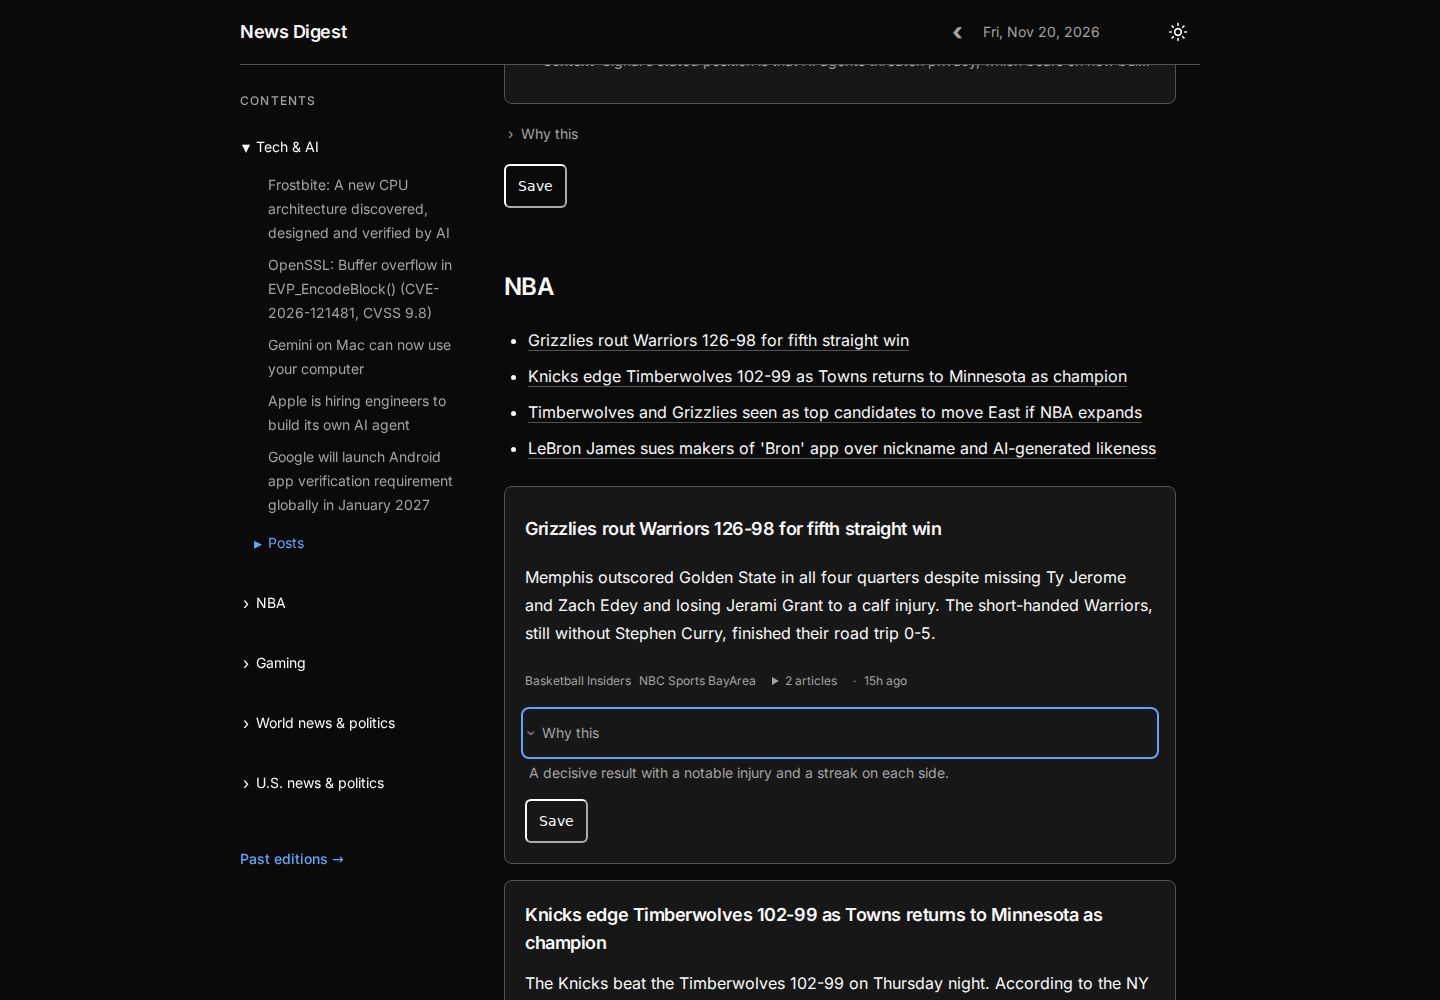 News Digest
Fri, Nov 20, 2026
CONTENTS
Tech & AI
Frostbite: A new CPU
architecture discovered,
designed and verified by AI
OpenSSL: Buffer overflow in
EVP_EncodeBlock() (CVE-
2026-121481, CVSS 9.8)
Gemini on Mac can now use
your computer
Apple is hiring engineers to
build its own AI agent
Google will launch Android
app verification requirement
globally in January 2027
Posts
NBA
Gaming
World news & politics
U.S. news & politics
Past editions →
Why this
Save
NBA
Grizzlies rout Warriors 126-98 for fifth straight win
Knicks edge Timberwolves 102-99 as Towns returns to Minnesota as champion
Timberwolves and Grizzlies seen as top candidates to move East if NBA expands
LeBron James sues makers of 'Bron' app over nickname and AI-generated likeness
Grizzlies rout Warriors 126-98 for fifth straight win
Memphis outscored Golden State in all four quarters despite missing Ty Jerome
and Zach Edey and losing Jerami Grant to a calf injury. The short-handed Warriors,
still without Stephen Curry, finished their road trip 0-5.
Basketball Insiders NBC Sports BayArea 2 articles · 15h ago
Why this
A decisive result with a notable injury and a streak on each side.
Save
Knicks edge Timberwolves 102-99 as Towns returns to Minnesota as
champion
The Knicks beat the Timberwolves 102-99 on Thursday night. According to the NY